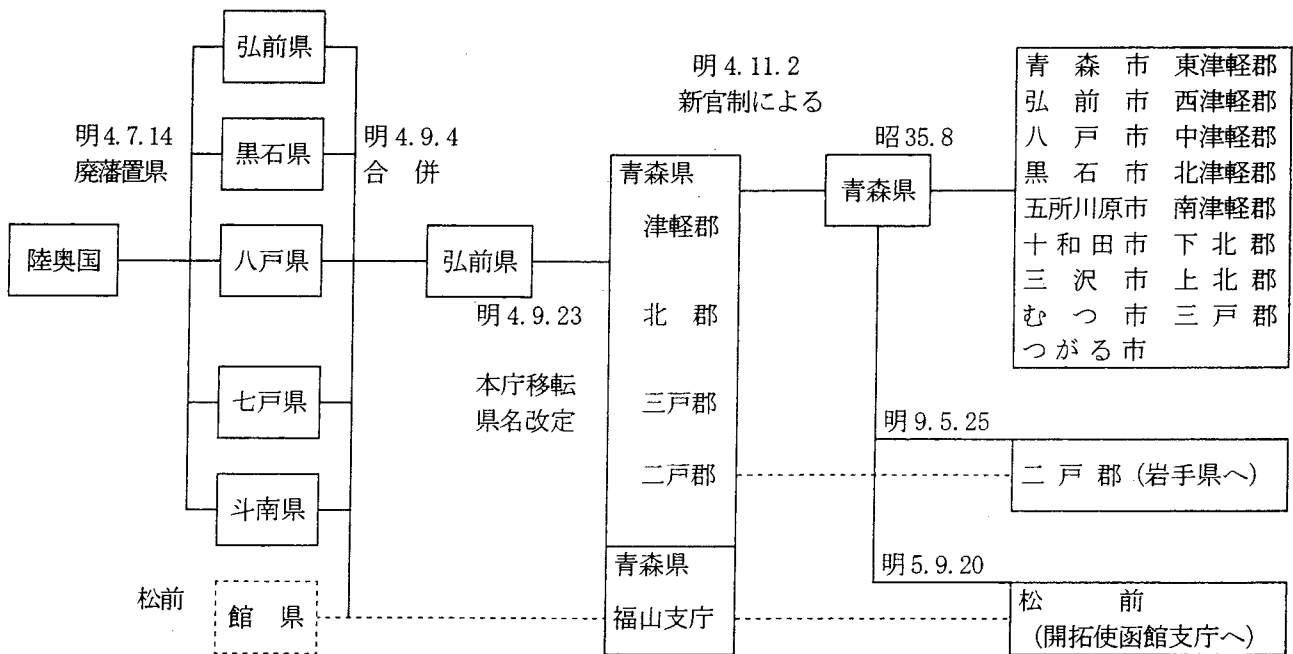 陸奥国
明4.7.14
廃藩置県
弘前県
黒石県
八戸県
七戸県
斗南県
松前
館 県
明4.9.4
合 併
弘前県
明4.9.23
本庁移転
県名改定
明4.11.2
新官制による
青森県
津軽郡
北 郡
三戸郡
二戸郡
青森県
福山支庁
昭35.8
青森県
青 森 市 東津軽郡
弘 前 市 西津軽郡
八 戸 市 中津軽郡
黒 石 市 北津軽郡
五所川原市 南津軽郡
十和田市 下北郡
三 沢 市 上北郡
む つ 市 三戸郡
つがる市
明9.5.25
二 戸 郡 (岩手県へ)
明5.9.20
松 前
(開拓使函館支庁へ)